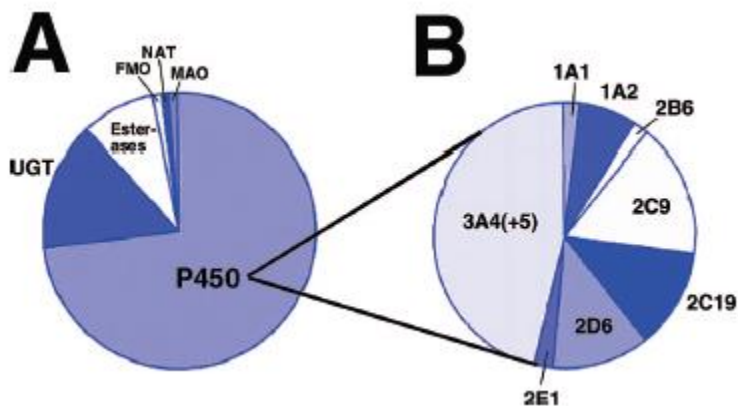 A
NAT
FMO
MAO
Ester-
ases
UGT
P450
B
1A1
1A2
2B6
2C9
3A4(+5)
2C19
2D6
2E1